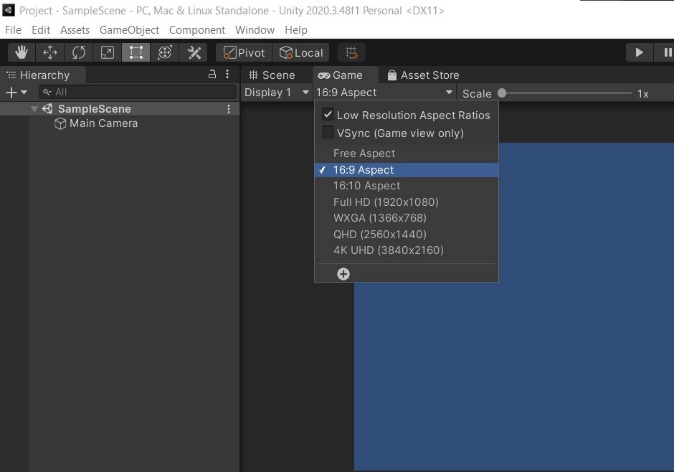 Project - SampleScene - PC, Mac & Linux Standalone - Unity 2020.3.48f1 Personal <DX11>
File Edit Assets GameObject Component Window Help
Pivot Local
Hierarchy Scene Game Asset Store
All Display 1 16:9 Aspect Scale 1x
SampleScene
Main Camera
Low Resolution Aspect Ratios
VSync (Game view only)
Free Aspect
16:9 Aspect
16:10 Aspect
Full HD (1920x1080)
WXGA (1366x768)
QHD (2560x1440)
4K UHD (3840x2160)